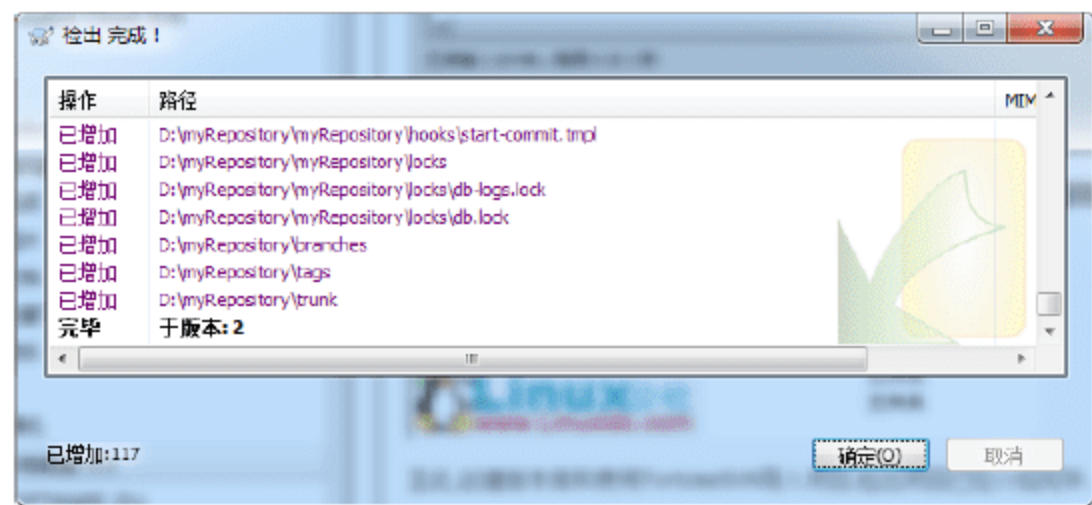 检出 完成！
操作 路径 MIM
已增加 D:\myRepository\myRepository\hooks\start-commit.tmpl
已增加 D:\myRepository\myRepository\locks
已增加 D:\myRepository\myRepository\locks\db-logs.lock
已增加 D:\myRepository\myRepository\locks\db.lock
已增加 D:\myRepository\branches
已增加 D:\myRepository\tags
已增加 D:\myRepository\trunk
完毕 于版本: 2
Linux
已增加:117
确定(O) 取消